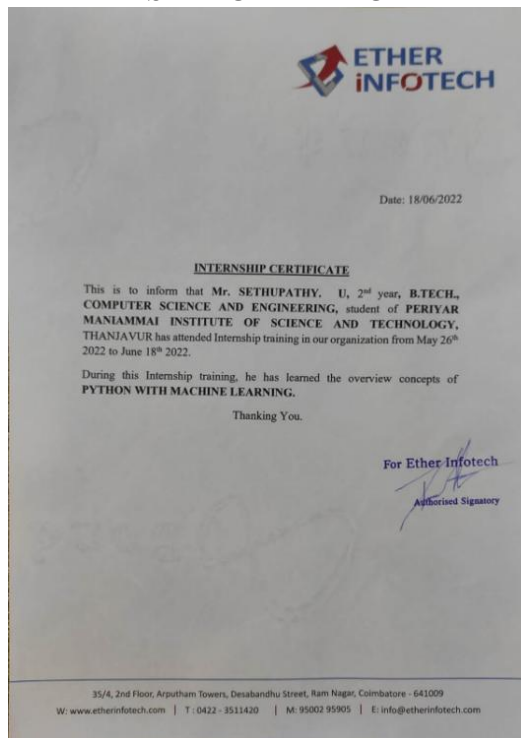 ETHER
iNFOTECH
Date: 18/06/2022
INTERNSHIP CERTIFICATE
This is to inform that Mr. SETHUPATHY. U, 2nd year, B.TECH.,
COMPUTER SCIENCE AND ENGINEERING, student of PERIYAR
MANIAMMAI INSTITUTE OF SCIENCE AND TECHNOLOGY,
THANJAVUR has attended Internship training in our organization from May 26th
2022 to June 18th 2022.
During this Internship training, he has learned the overview concepts of
PYTHON WITH MACHINE LEARNING.
Thanking You.
For Ether Infotech
Authorised Signatory
35/4, 2nd Floor, Arputham Towers, Desabandhu Street, Ram Nagar, Coimbatore - 641009
W: www.etherinfotech.com | T : 0422 - 3511420 | M: 95002 95905 | E: info@etherinfotech.com